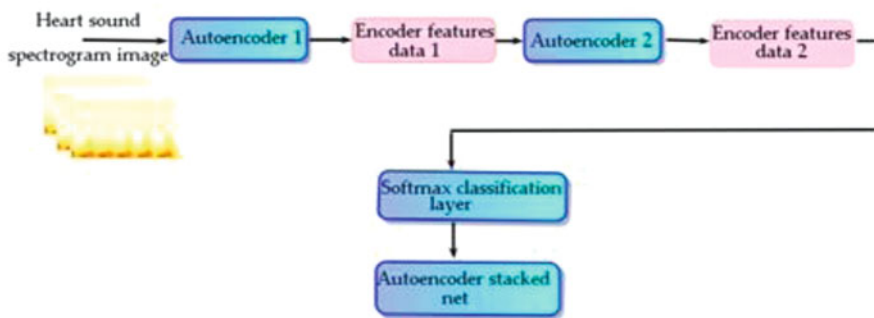 Heart sound
spectrogram image
Autoencoder 1
Encoder features
data 1
Autoencoder 2
Encoder features
data 2
Softmax classification
layer
Autoencoder stacked
net